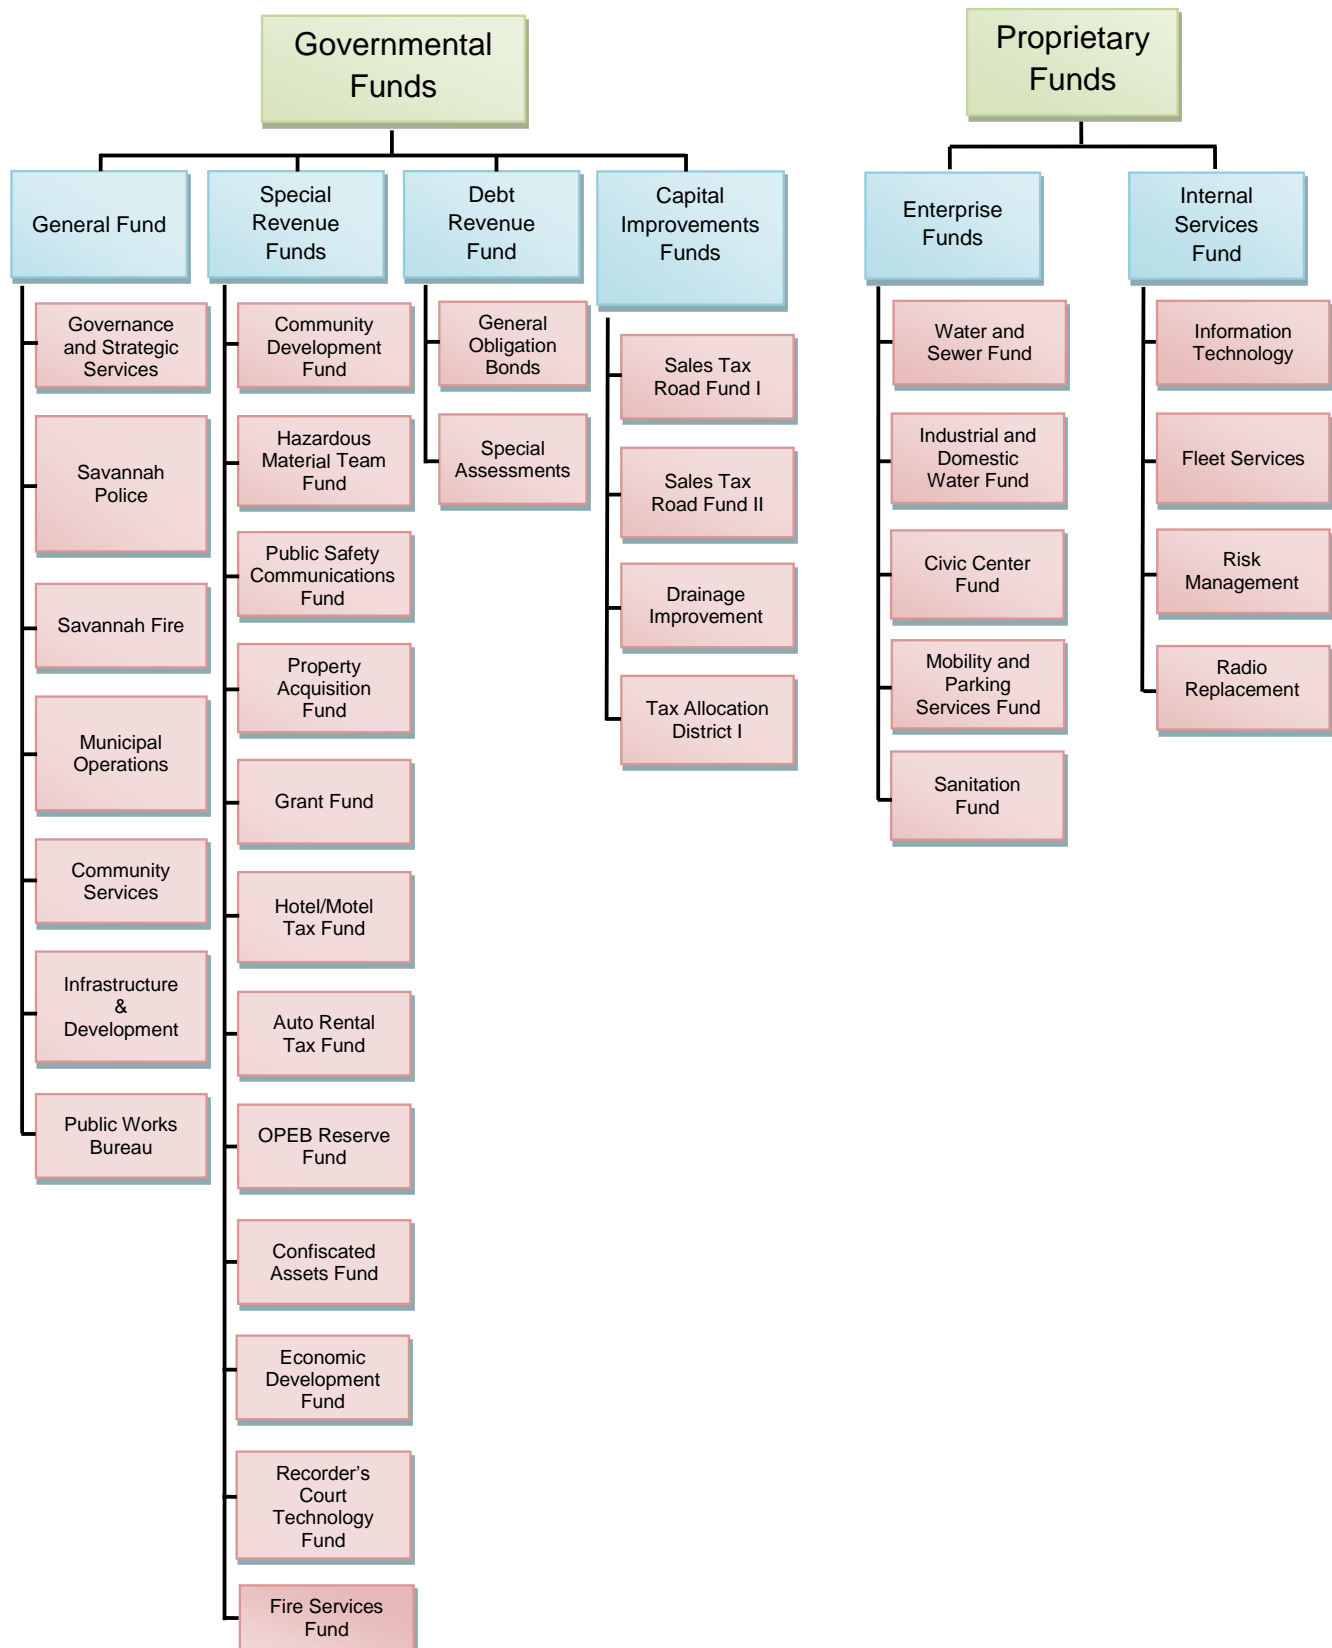 Governmental
Funds
Proprietary
Funds
General Fund
Special
Revenue
Funds
Debt
Revenue
Fund
Capital
Improvements
Funds
Enterprise
Funds
Internal
Services
Fund
Governance
and Strategic
Services
Savannah
Police
Savannah Fire
Municipal
Operations
Community
Services
Infrastructure
&
Development
Public Works
Bureau
Community
Development
Fund
Hazardous
Material Team
Fund
Public Safety
Communications
Fund
Property
Acquisition
Fund
Grant Fund
Hotel/Motel
Tax Fund
Auto Rental
Tax Fund
OPEB Reserve
Fund
Confiscated
Assets Fund
Economic
Development
Fund
Recorder’s
Court
Technology
Fund
Fire Services
Fund
General
Obligation
Bonds
Special
Assessments
Sales Tax
Road Fund I
Sales Tax
Road Fund II
Drainage
Improvement
Tax Allocation
District I
Water and
Sewer Fund
Industrial and
Domestic
Water Fund
Civic Center
Fund
Mobility and
Parking
Services Fund
Sanitation
Fund
Information
Technology
Fleet Services
Risk
Management
Radio
Replacement